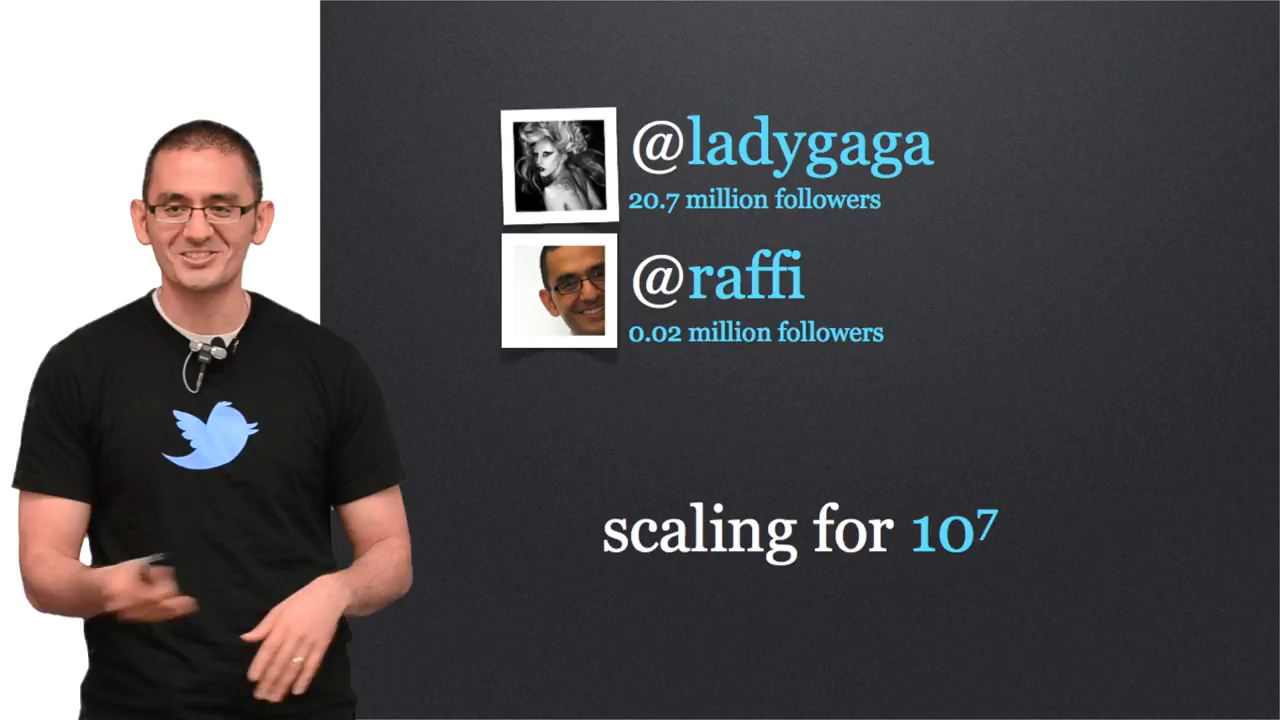 @ladygaga
20.7 million followers
@raffi
0.02 million followers
scaling for 10⁷